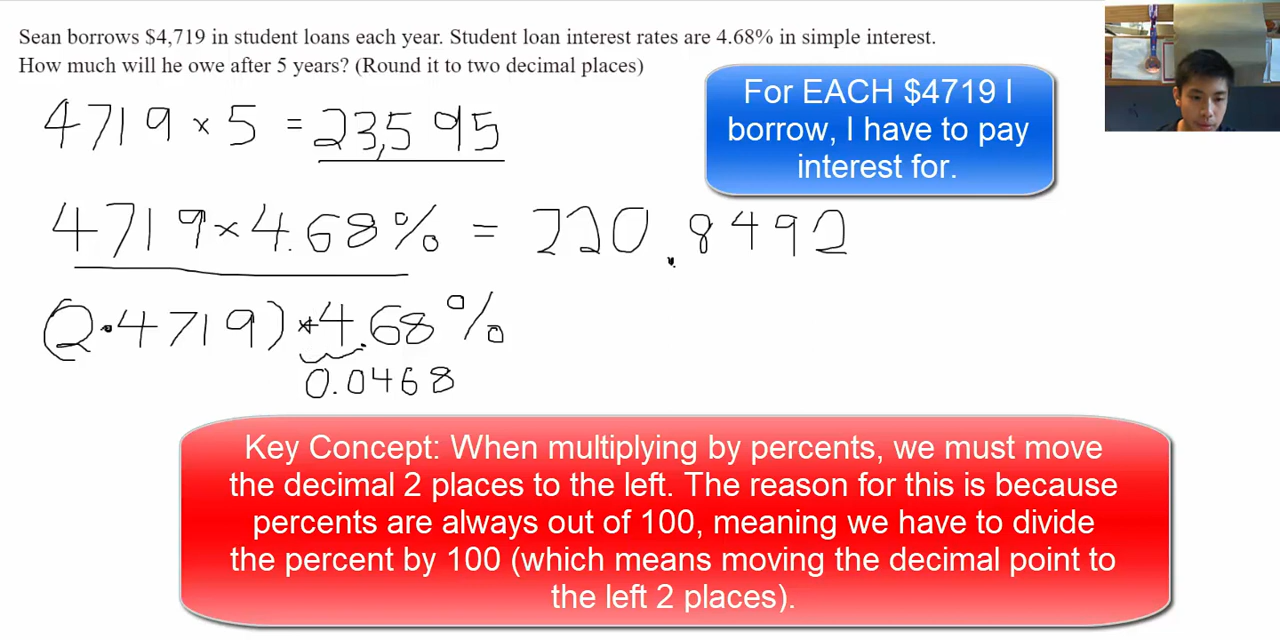 Sean borrows $4,719 in student loans each year. Student loan interest rates are 4.68% in simple interest.
How much will he owe after 5 years? (Round it to two decimal places)
For EACH $4719 I
borrow, I have to pay
interest for.
4719 × 5 = 23,595
4719 × 4.68% = 220.8492
(2·4719) * 4.68%
0.0468
Key Concept: When multiplying by percents, we must move
the decimal 2 places to the left. The reason for this is because
percents are always out of 100, meaning we have to divide
the percent by 100 (which means moving the decimal point to
the left 2 places).